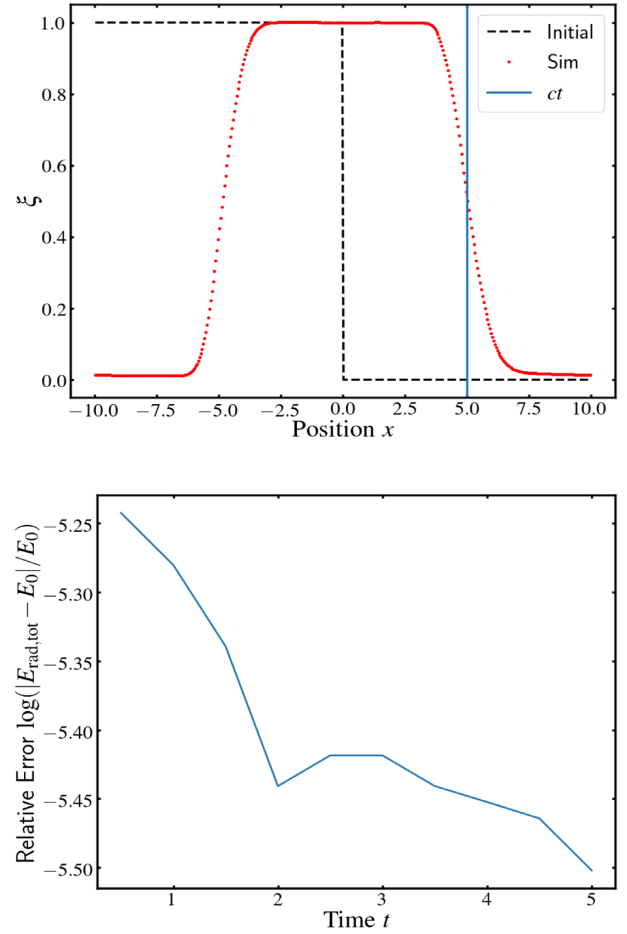 1.0
0.8
0.6
0.4
0.2
0.0
ξ
Initial
Sim
ct
−10.0 −7.5 −5.0 −2.5 0.0 2.5 5.0 7.5 10.0
Position x
−5.25
−5.30
−5.35
−5.40
−5.45
−5.50
Relative Error log(|E_rad,tot − E_0|/E_0)
1 2 3 4 5
Time t